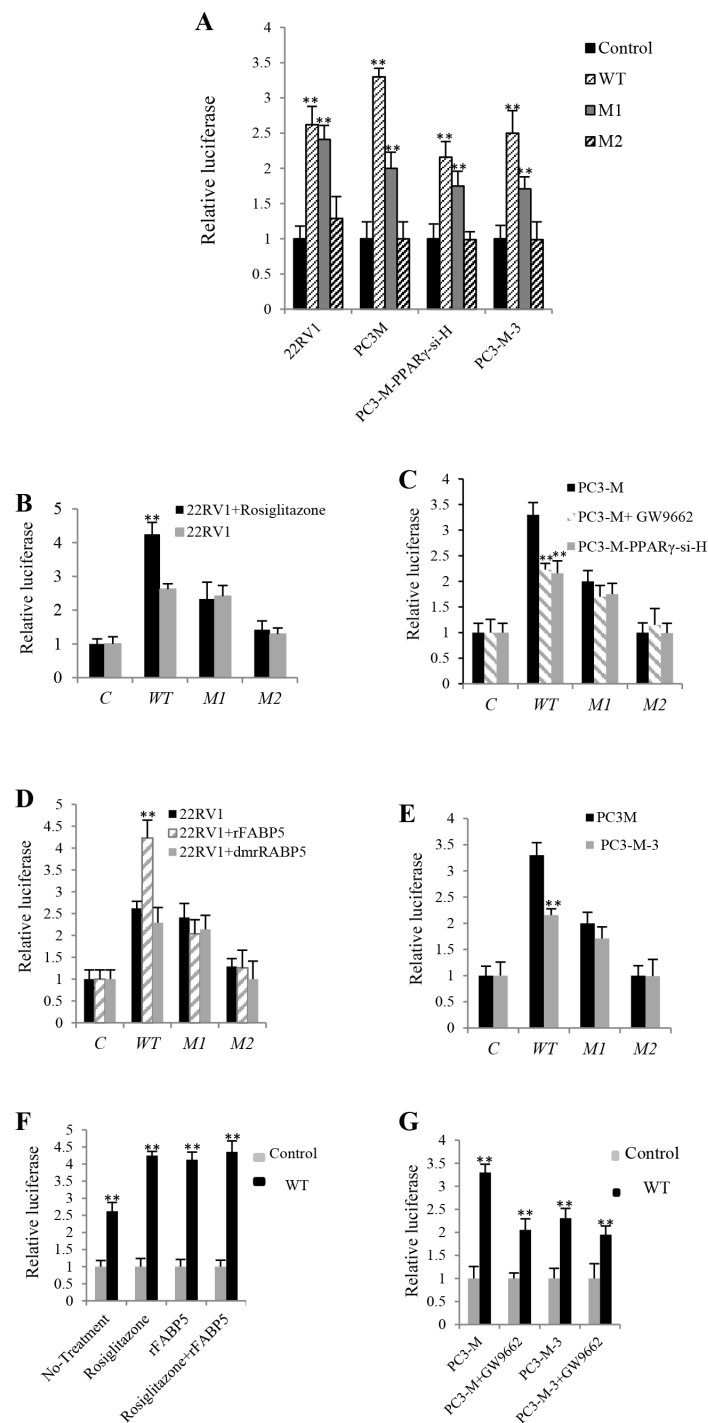 A
Relative luciferase
4
3.5
3
2.5
2
1.5
1
0.5
0
** ** ** ** ** ** ** **
Control
WT
M1
M2
22RV1
PC3M
PC3-M-PPARγ-si-H
PC3-M-3
B
Relative luciferase
5
4
3
2
1
0
**
22RV1+Rosiglitazone
22RV1
C WT M1 M2
C
Relative luciferase
4
3.5
3
2.5
2
1.5
1
0.5
0
** **
PC3-M
PC3-M+ GW9662
PC3-M-PPARγ-si-H
C WT M1 M2
D
Relative luciferase
5
4.5
4
3.5
3
2.5
2
1.5
1
0.5
0
**
22RV1
22RV1+rFABP5
22RV1+dmrRABP5
C WT M1 M2
E
Relative luciferase
4
3.5
3
2.5
2
1.5
1
0.5
0
**
PC3M
PC3-M-3
C WT M1 M2
F
Relative luciferase
5
4.5
4
3.5
3
2.5
2
1.5
1
0.5
0
** ** ** **
Control
WT
No-Treatment
Rosiglitazone
rFABP5
Rosiglitazone+rFABP5
G
Relative luciferase
4
3.5
3
2.5
2
1.5
1
0.5
0
** ** ** **
Control
WT
PC3-M
PC3-M+GW9662
PC3-M-3
PC3-M-3+GW9662